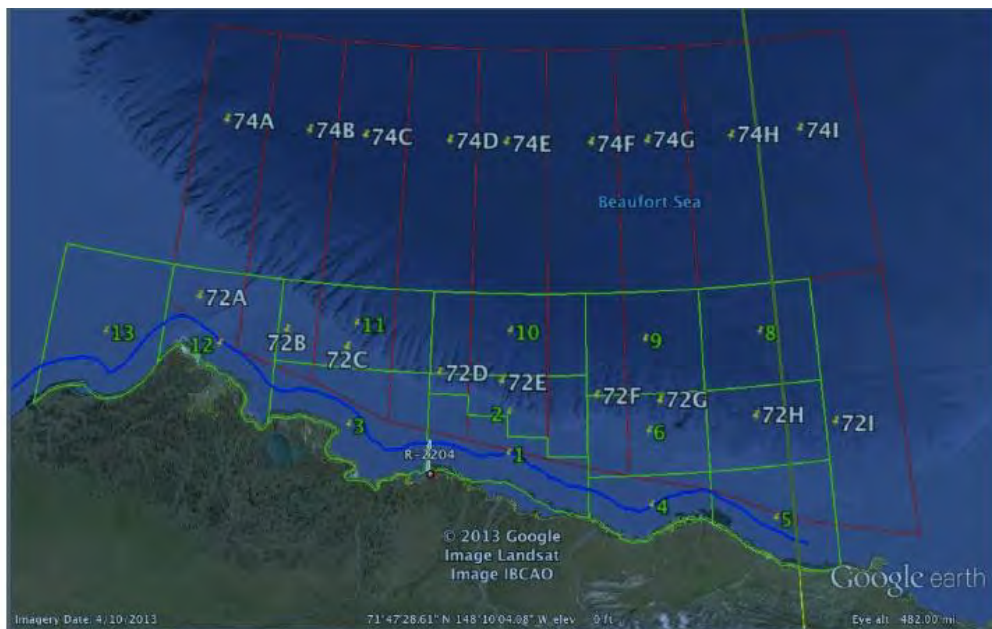 74A
74B
74C
74D
74E
74F
74G
74H
74I
Beaufort Sea
72A
13
12
72B
11
72C
10
9
8
72D
72E
72F
72G
72H
72I
2
3
6
1
R-2204
4
5
© 2013 Google
Image Landsat
Image IBCAO
Google earth
Imagery Date: 4/10/2013
71°47'28.61" N 148°10'04.08" W elev 0 ft
Eye alt 482.00 mi